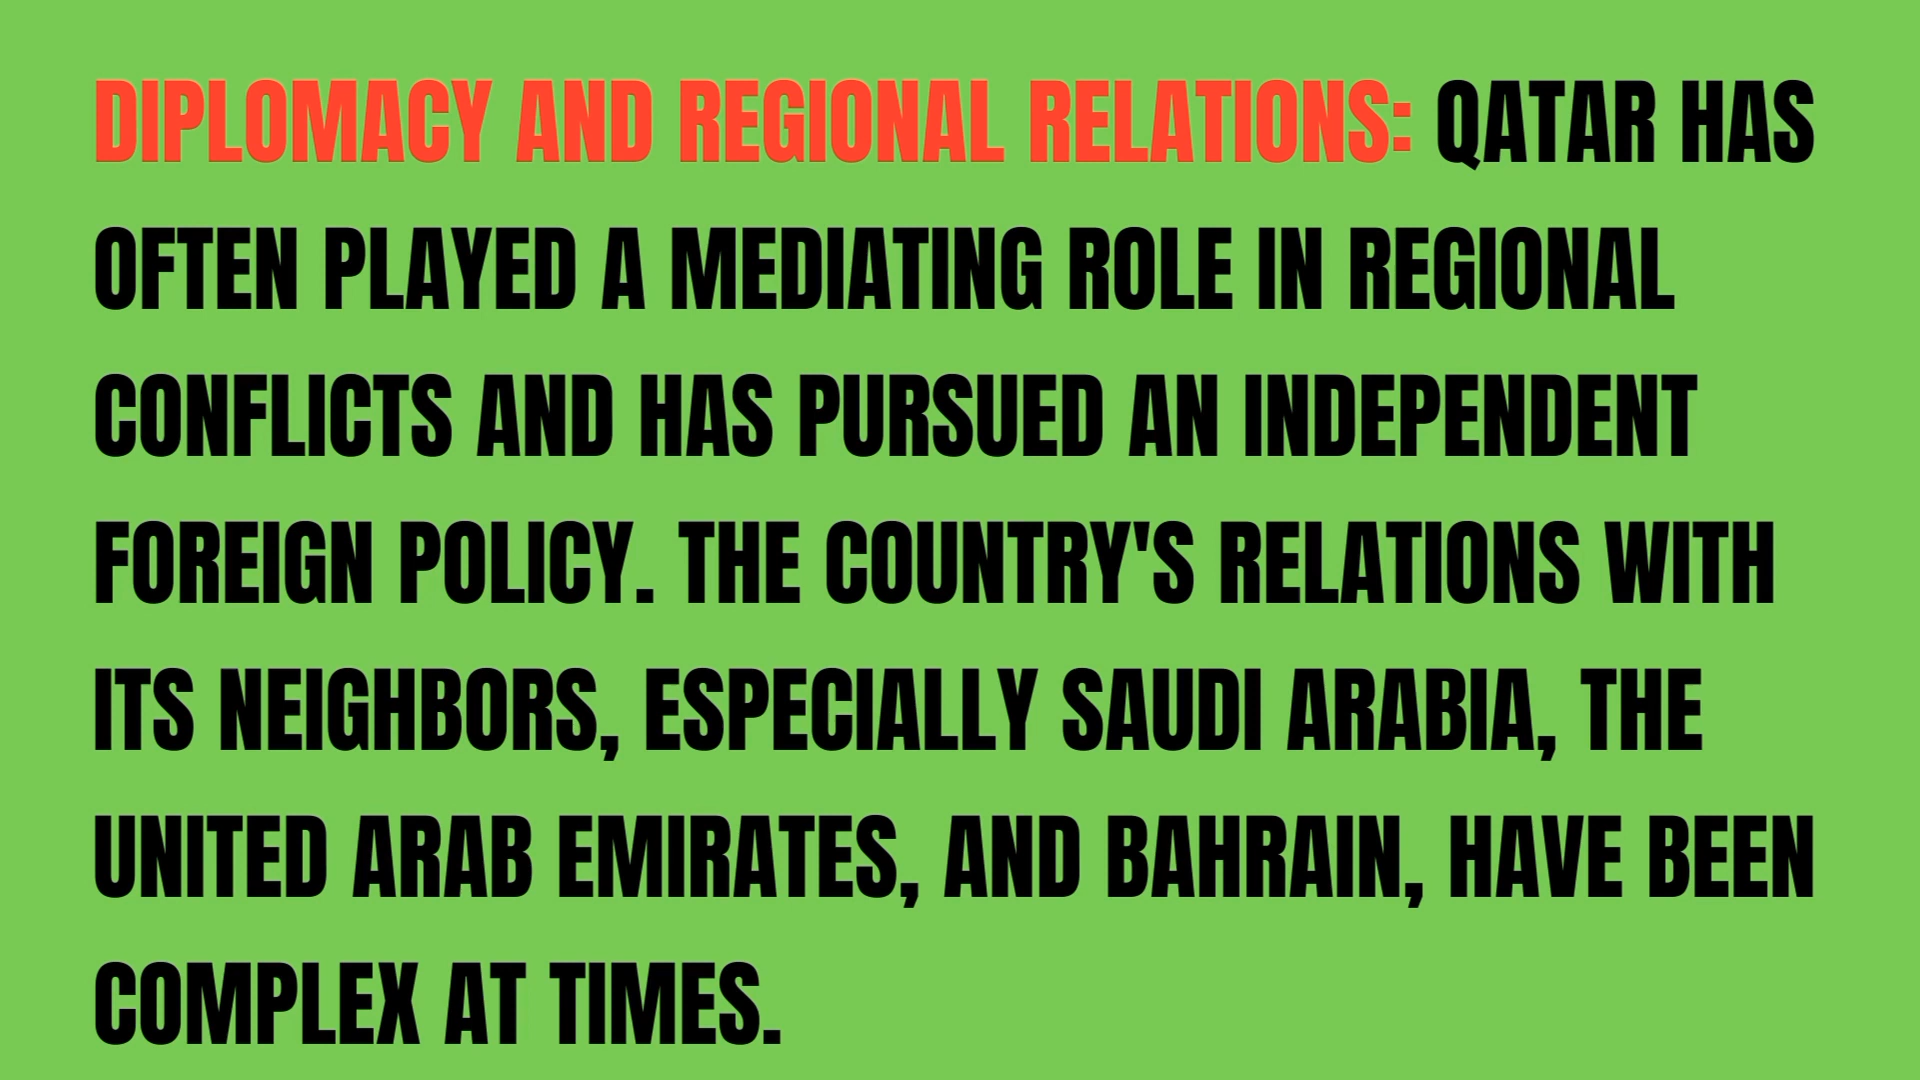 DIPLOMACY AND REGIONAL RELATIONS: QATAR HAS
OFTEN PLAYED A MEDIATING ROLE IN REGIONAL
CONFLICTS AND HAS PURSUED AN INDEPENDENT
FOREIGN POLICY. THE COUNTRY'S RELATIONS WITH
ITS NEIGHBORS, ESPECIALLY SAUDI ARABIA, THE
UNITED ARAB EMIRATES, AND BAHRAIN, HAVE BEEN
COMPLEX AT TIMES.